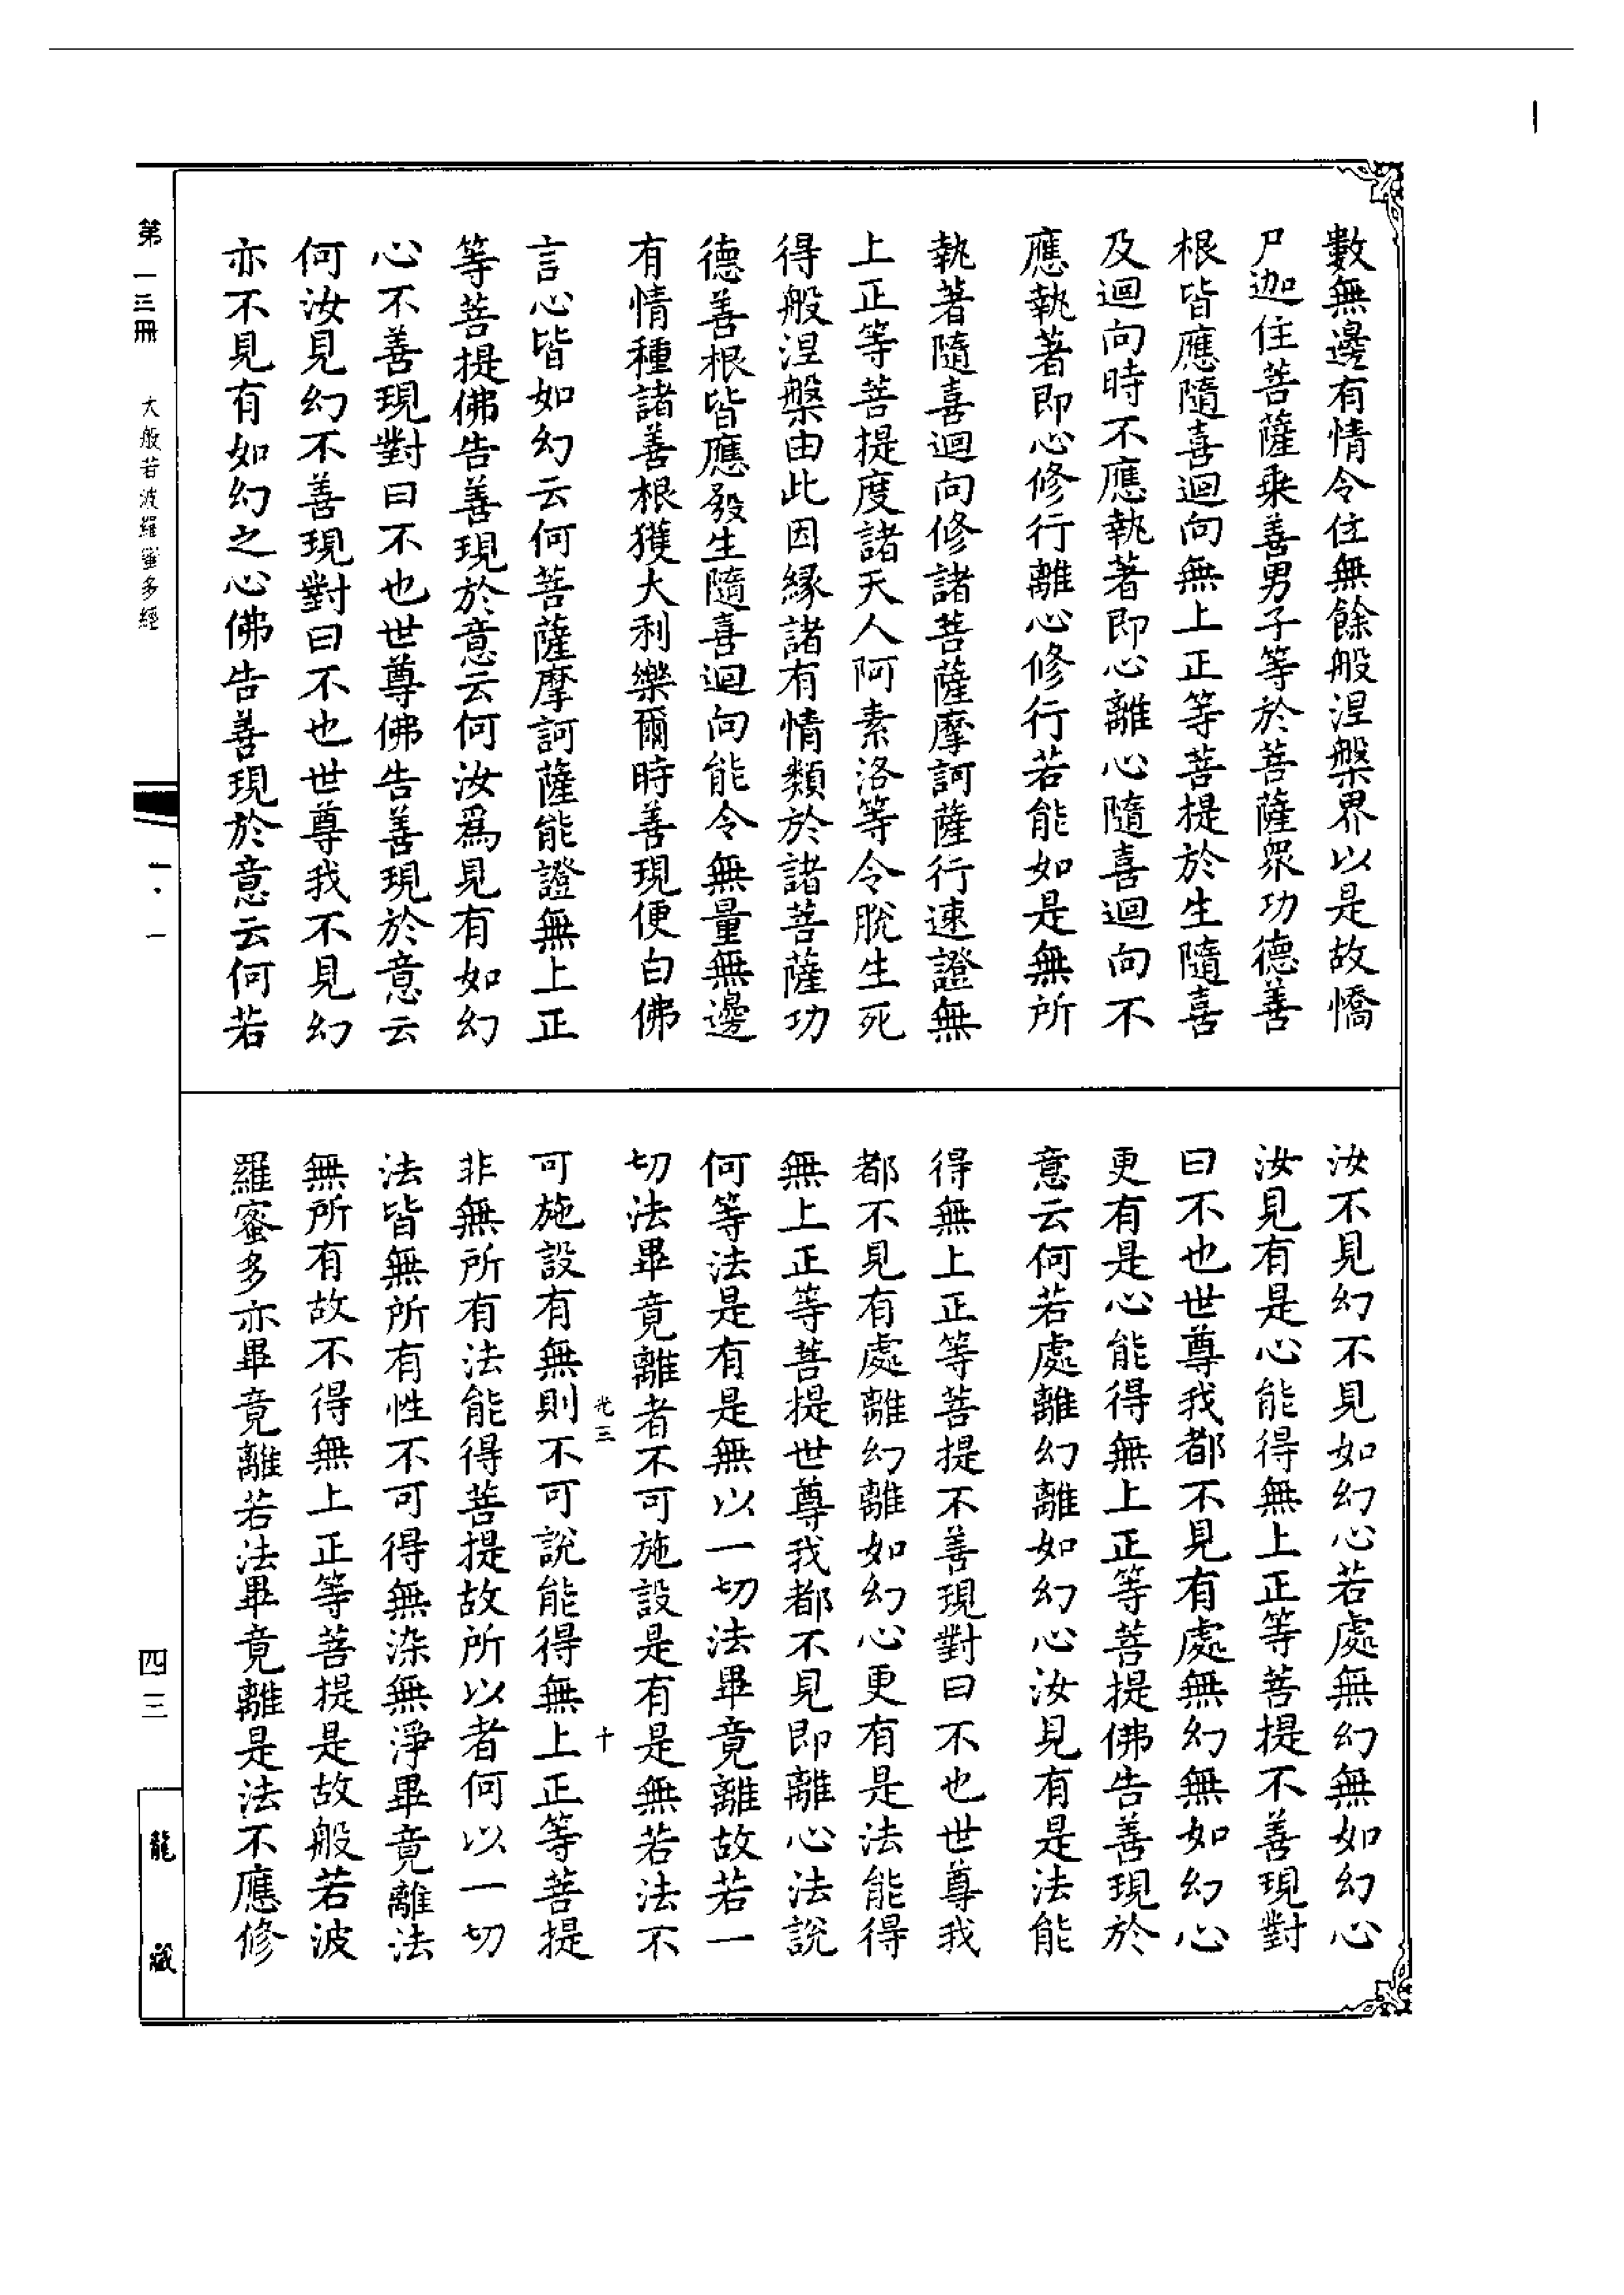 數無邊有情令住無餘般涅槃界以是故憍
尸迦住菩薩乘善男子等於菩薩眾功德善
根皆應隨喜迴向無上正等菩提於生隨喜
及迴向時不應執著即心離心隨喜迴向不
應執著即心修行離心修行若能如是無所
執著隨喜迴向修諸菩薩摩訶薩行速證無
上正等菩提度諸天人阿素洛等令脫生死
得般涅槃由此因緣諸有情類於諸菩薩功
德善根皆應發生隨喜迴向能令無量無邊
有情種諸善根獲大利樂爾時善現便白佛
言心皆如幻云何菩薩摩訶薩能證無上正
等菩提佛告善現於意云何汝為見有如幻
心不善現對曰不也世尊佛告善現於意云
何汝見幻不善現對曰不也世尊我不見幻
亦不見有如幻之心佛告善現於意云何若
汝不見幻不見如幻心若處無幻無如幻心
汝見有是心能得無上正等菩提不善現對
曰不也世尊我都不見有處無幻無如幻心
更有是心能得無上正等菩提佛告善現於
意云何若處離幻離如幻心汝見有是法能
得無上正等菩提不善現對曰不也世尊我
都不見有處離幻離如幻心更有是法能得
無上正等菩提世尊我都不見即離心法說
何等法是有是無以一切法畢竟離故若一
切法畢竟離者不可施設是有是無若法不
光三 十
可施設有無則不可說能得無上正等菩提
非無所有法能得菩提故所以者何以一切
法皆無所有性不可得無染無淨畢竟離法
無所有故不得無上正等菩提是故般若波
羅蜜多亦畢竟離若法畢竟離是法不應修
第一三冊 大般若波羅蜜多經
四三
龍藏